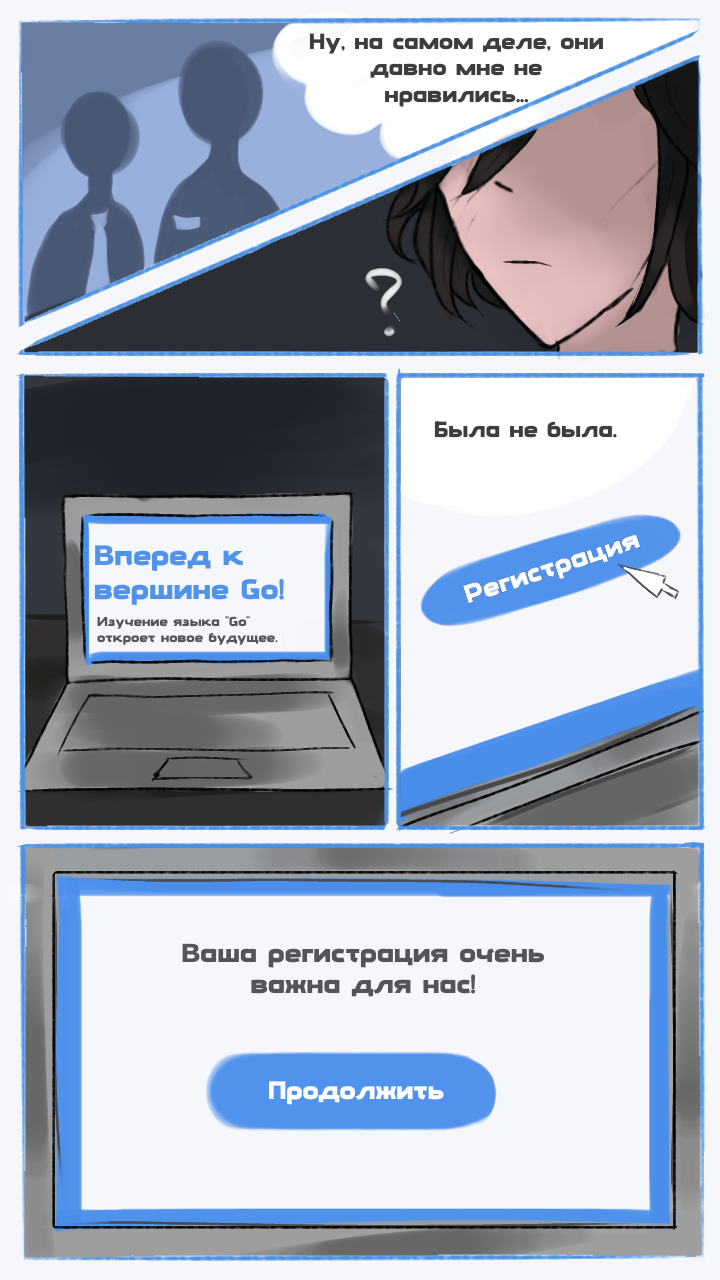 Ну, на самом деле, они
давно мне не
нравились...
?
Вперед к
вершине Go!
Изучение языка "Go"
откроет новое будущее.
Была не была.
Регистрация
Ваша регистрация очень
важна для нас!
Продолжить